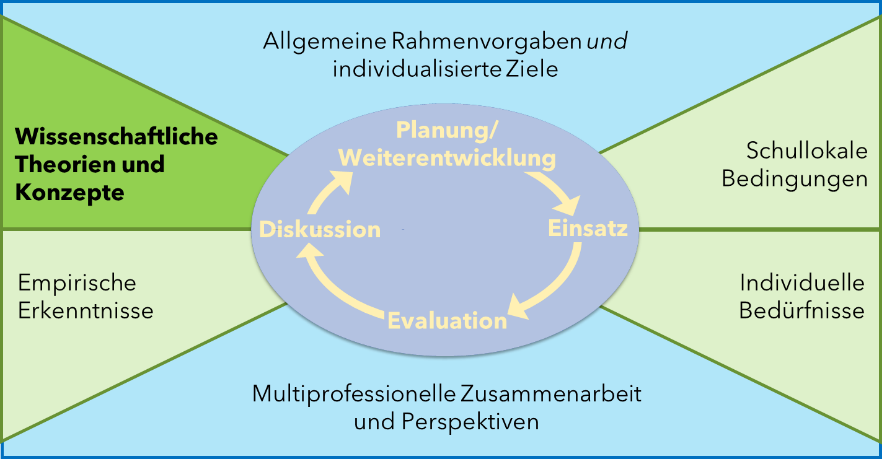 Allgemeine Rahmenvorgaben und
individualisierte Ziele
Wissenschaftliche
Theorien und
Konzepte
Planung/
Weiterentwicklung
Schullokale
Bedingungen
Diskussion
Einsatz
Empirische
Erkenntnisse
Evaluation
Individuelle
Bedürfnisse
Multiprofessionelle Zusammenarbeit
und Perspektiven